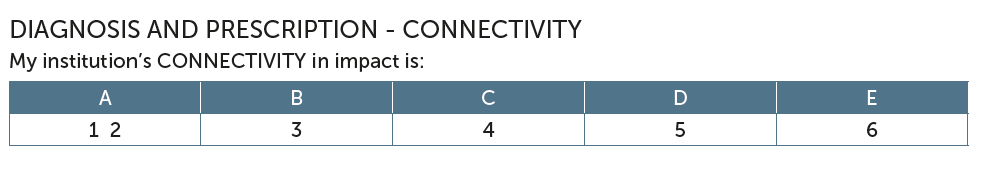 DIAGNOSIS AND PRESCRIPTION - CONNECTIVITY
My institution's CONNECTIVITY in impact is:
A B C D E
1 2 3 4 5 6